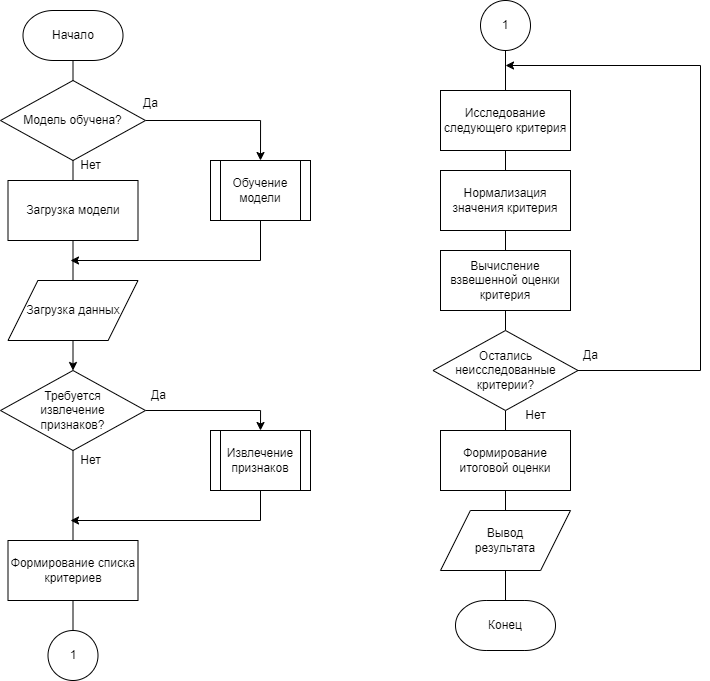 Начало
Модель обучена?
Да
Нет
Обучение
модели
Загрузка модели
Загрузка данных
Требуется
извлечение
признаков?
Да
Нет
Извлечение
признаков
Формирование списка
критериев
1
1
Исследование
следующего критерия
Нормализация
значения критерия
Вычисление
взвешенной оценки
критерия
Остались
неисследованные
критерии?
Да
Нет
Формирование
итоговой оценки
Вывод
результата
Конец